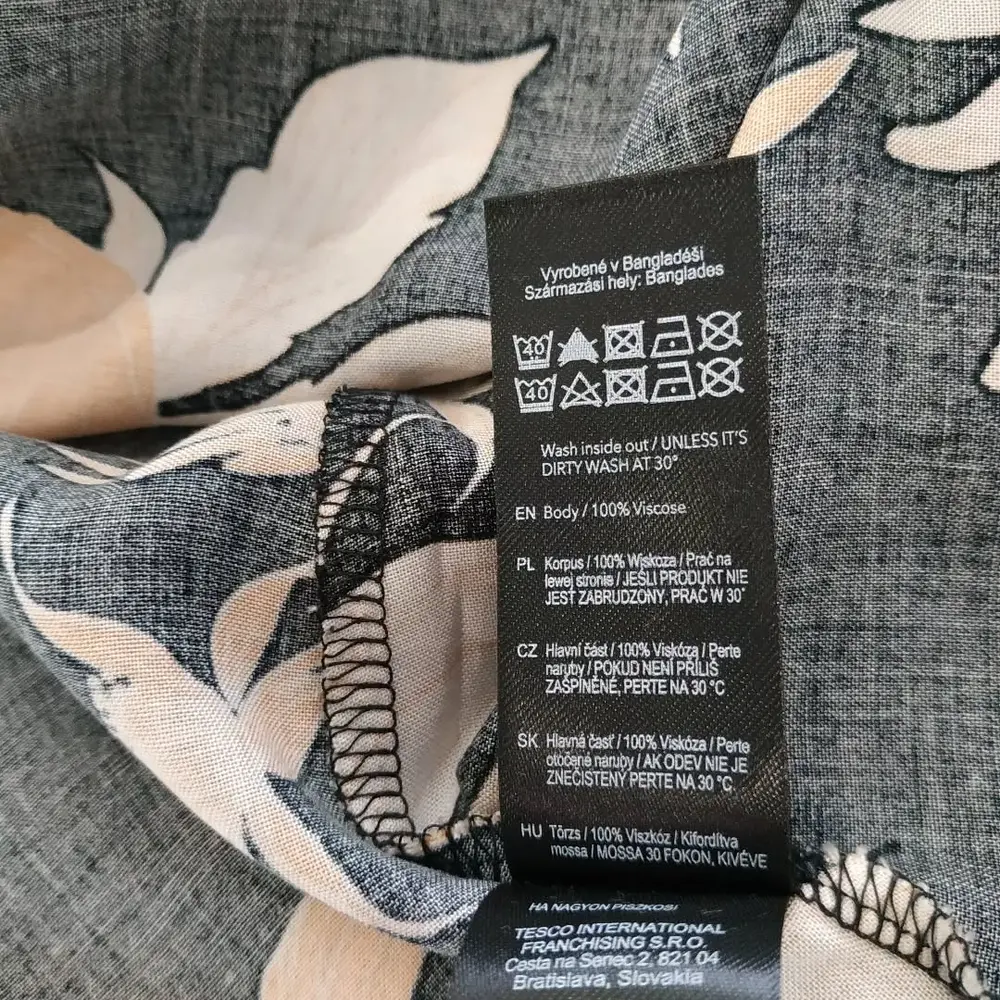 Vyrobené v Bangladéši
Származási hely: Banglades
40
40
Wash inside out / UNLESS IT'S
DIRTY WASH AT 30°
EN Body / 100% Viscose
PL Korpus / 100% Wiskoza / Prać na
lewej stronie / JEŚLI PRODUKT NIE
JEST ZABRUDZONY, PRAĆ W 30°
CZ Hlavní část / 100% Viskóza / Perte
naruby / POKUD NENÍ PŘÍLIŠ
ZAŠPINĚNÉ, PERTE NA 30 °C
SK Hlavná časť / 100% Viskóza / Perte
otočené naruby / AK ODEV NIE JE
ZNEČISTENÝ PERTE NA 30 °C
HU Törzs / 100% Viszkóz / Kifordítva
mossa / MOSSA 30 FOKON, KIVÉVE
HA NAGYON PISZKOS!
TESCO INTERNATIONAL
FRANCHISING S.R.O.
Cesta na Senec 2, 821 04
Bratislava, Slovakia